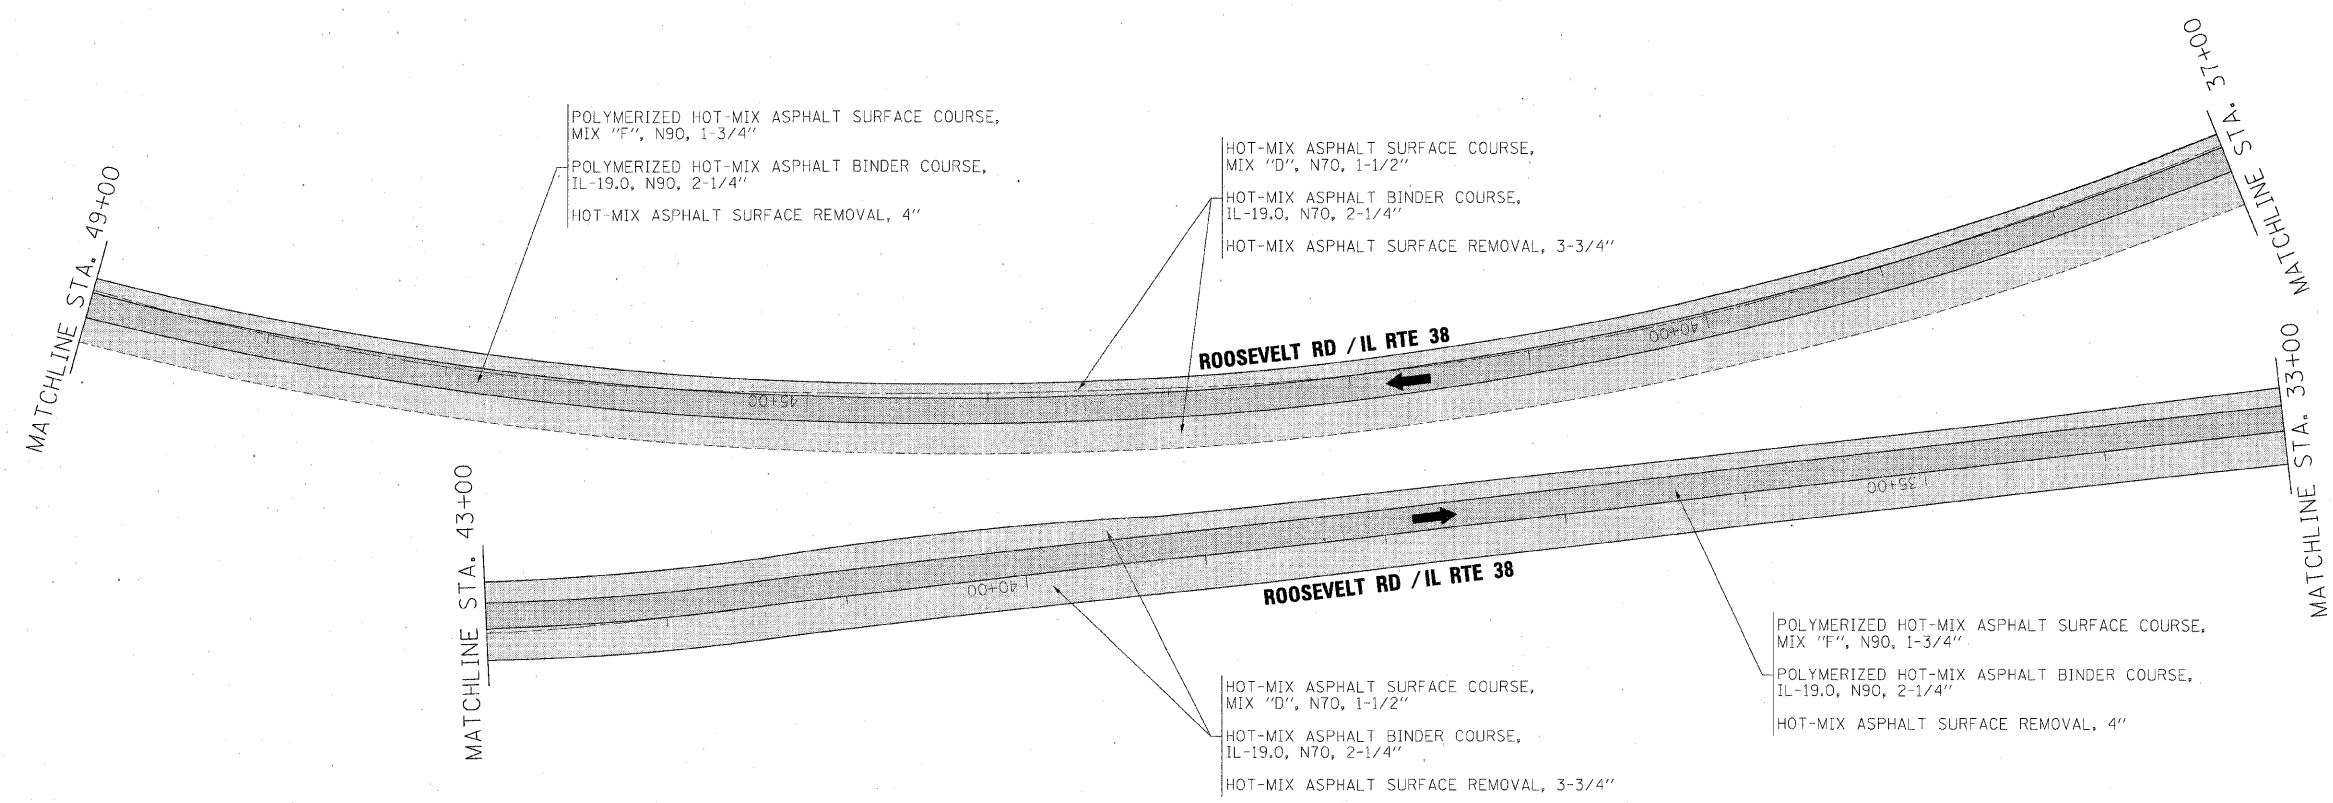 MATCHLINE STA. 49+00
POLYMERIZED HOT-MIX ASPHALT SURFACE COURSE,
MIX "F", N90, 1-3/4"
POLYMERIZED HOT-MIX ASPHALT BINDER COURSE,
IL-19.0, N90, 2-1/4"
HOT-MIX ASPHALT SURFACE REMOVAL, 4"
HOT-MIX ASPHALT SURFACE COURSE,
MIX "D", N70, 1-1/2"
HOT-MIX ASPHALT BINDER COURSE,
IL-19.0, N70, 2-1/4"
HOT-MIX ASPHALT SURFACE REMOVAL, 3-3/4"
MATCHLINE STA. 37+00
ROOSEVELT RD / IL RTE 38
45+00
40+00
MATCHLINE STA. 43+00
40+00
35+00
ROOSEVELT RD / IL RTE 38
MATCHLINE STA. 33+00
HOT-MIX ASPHALT SURFACE COURSE,
MIX "D", N70, 1-1/2"
HOT-MIX ASPHALT BINDER COURSE,
IL-19.0, N70, 2-1/4"
HOT-MIX ASPHALT SURFACE REMOVAL, 3-3/4"
POLYMERIZED HOT-MIX ASPHALT SURFACE COURSE,
MIX "F", N90, 1-3/4"
POLYMERIZED HOT-MIX ASPHALT BINDER COURSE,
IL-19.0, N90, 2-1/4"
HOT-MIX ASPHALT SURFACE REMOVAL, 4"